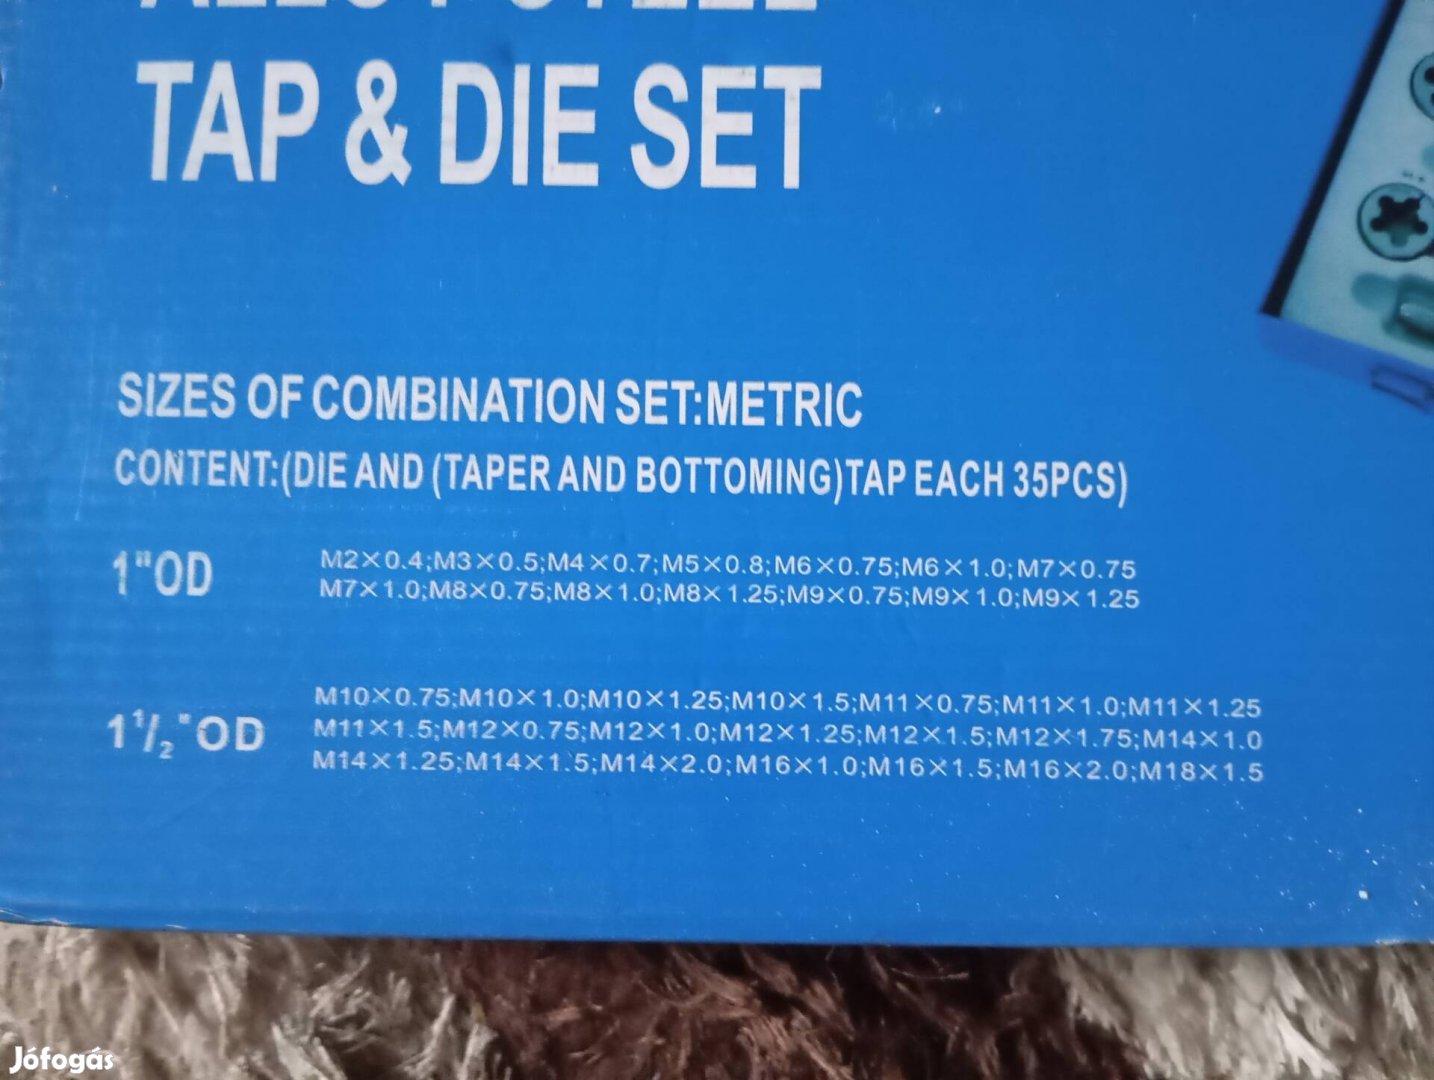 ALLOY STEEL
TAP & DIE SET
SIZES OF COMBINATION SET:METRIC
CONTENT:(DIE AND (TAPER AND BOTTOMING)TAP EACH 35PCS)
1"OD
M2×0.4;M3×0.5;M4×0.7;M5×0.8;M6×0.75;M6×1.0;M7×0.75
M7×1.0;M8×0.75;M8×1.0;M8×1.25;M9×0.75;M9×1.0;M9×1.25
1 1/2"OD
M10×0.75;M10×1.0;M10×1.25;M10×1.5;M11×0.75;M11×1.0;M11×1.25
M11×1.5;M12×0.75;M12×1.0;M12×1.25;M12×1.5;M12×1.75;M14×1.0
M14×1.25;M14×1.5;M14×2.0;M16×1.0;M16×1.5;M16×2.0;M18×1.5
Jófogás